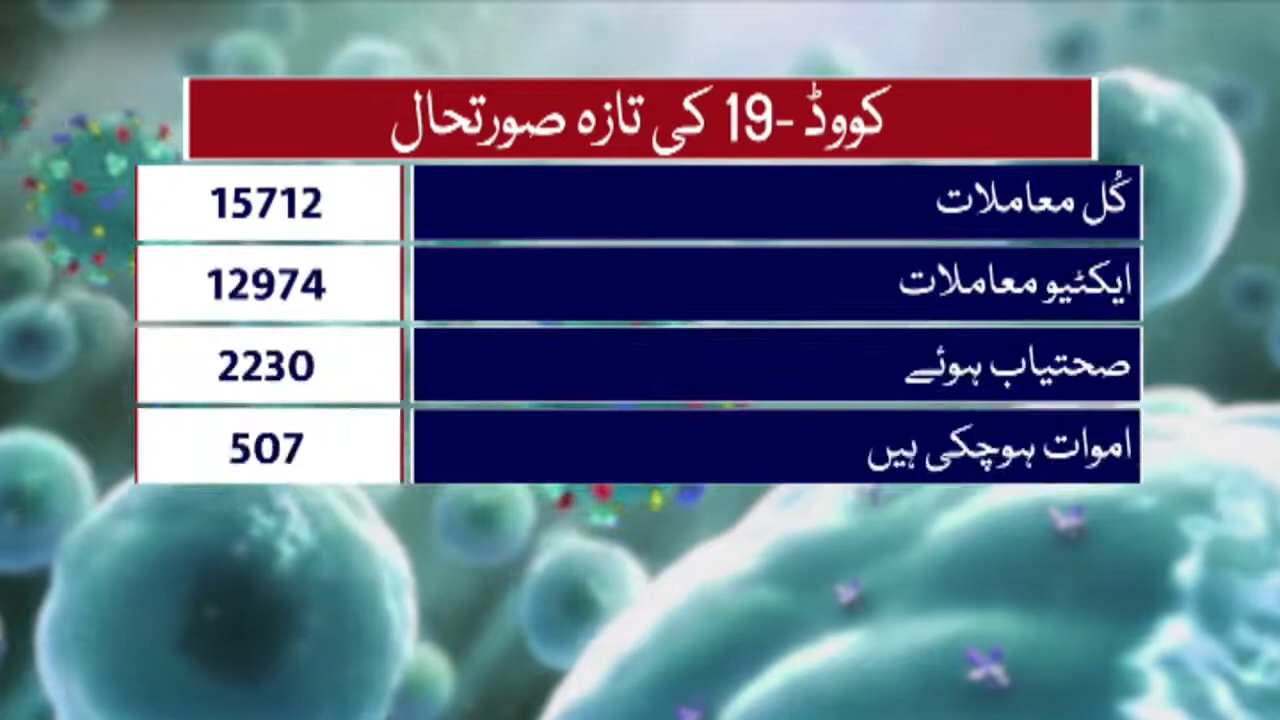 کووڈ -19 کی تازہ صورتحال
کُل معاملات 15712
ایکٹیو معاملات 12974
صحتیاب ہوئے 2230
اموات ہوچکی ہیں 507